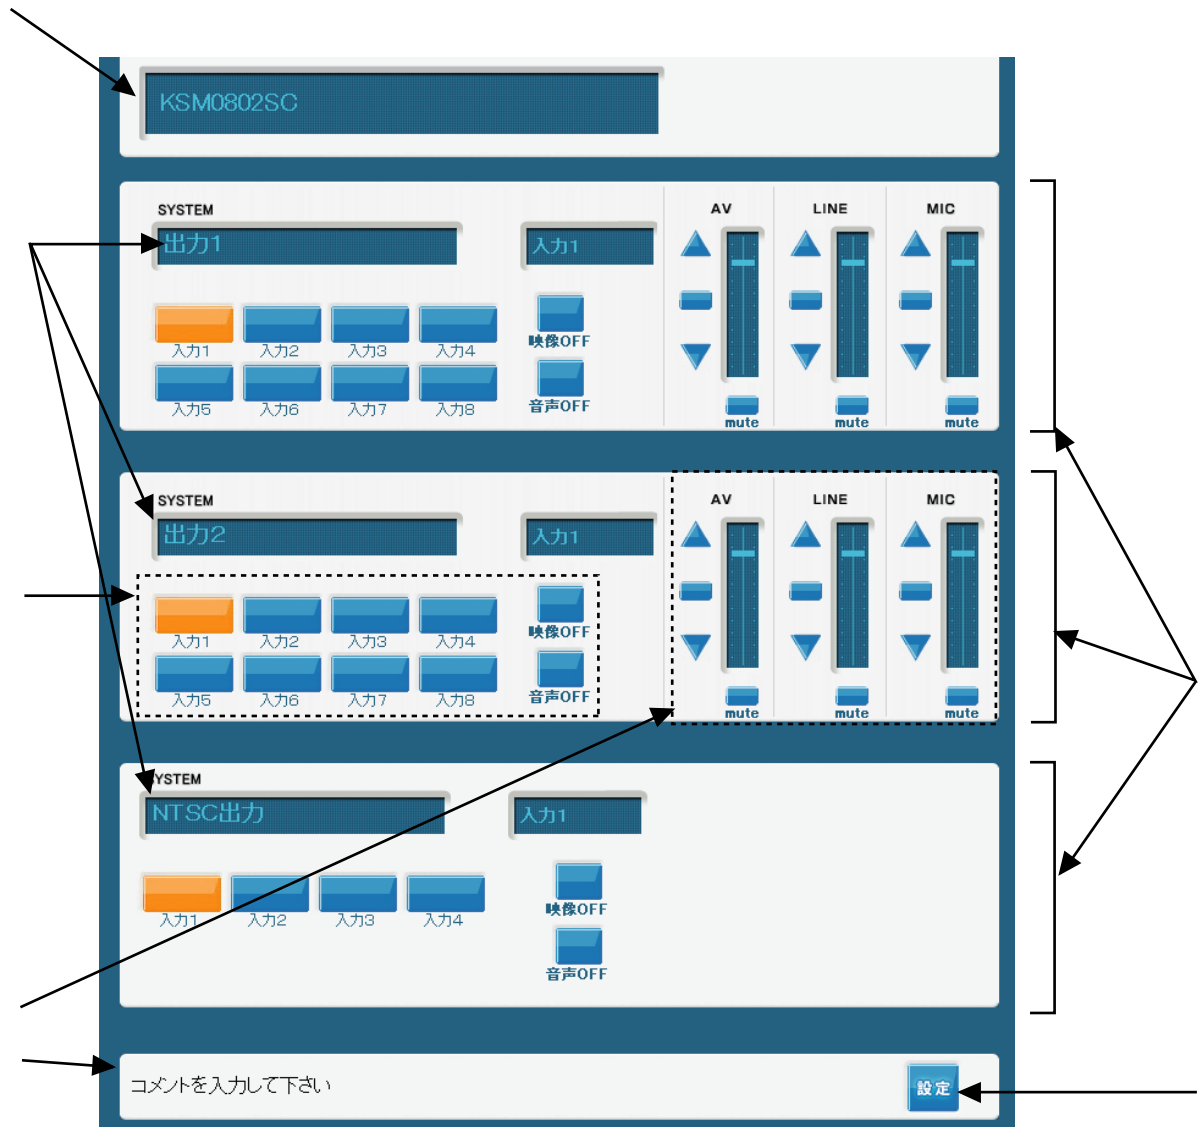 KSM0802SC
SYSTEM
出力1
入力1
AV
LINE
MIC
入力1
入力2
入力3
入力4
映像OFF
入力5
入力6
入力7
入力8
音声OFF
mute
mute
mute
SYSTEM
出力2
入力1
AV
LINE
MIC
入力1
入力2
入力3
入力4
映像OFF
入力5
入力6
入力7
入力8
音声OFF
mute
mute
mute
SYSTEM
NTSC出力
入力1
入力1
入力2
入力3
入力4
映像OFF
音声OFF
コメントを入力して下さい
設定